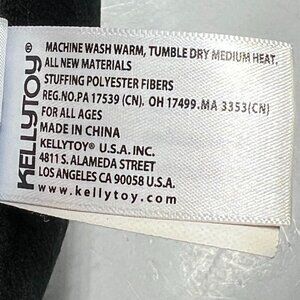 KELLYTOY®
MACHINE WASH WARM, TUMBLE DRY MEDIUM HEAT.
ALL NEW MATERIALS
STUFFING POLYESTER FIBERS
REG.NO.PA 17539 (CN). OH 17499.MA 3353(CN)
FOR ALL AGES
MADE IN CHINA
KELLYTOY® U.S.A. INC.
4811 S. ALAMEDA STREET
LOS ANGELES CA 90058 U.S.A.
www.kellytoy.com